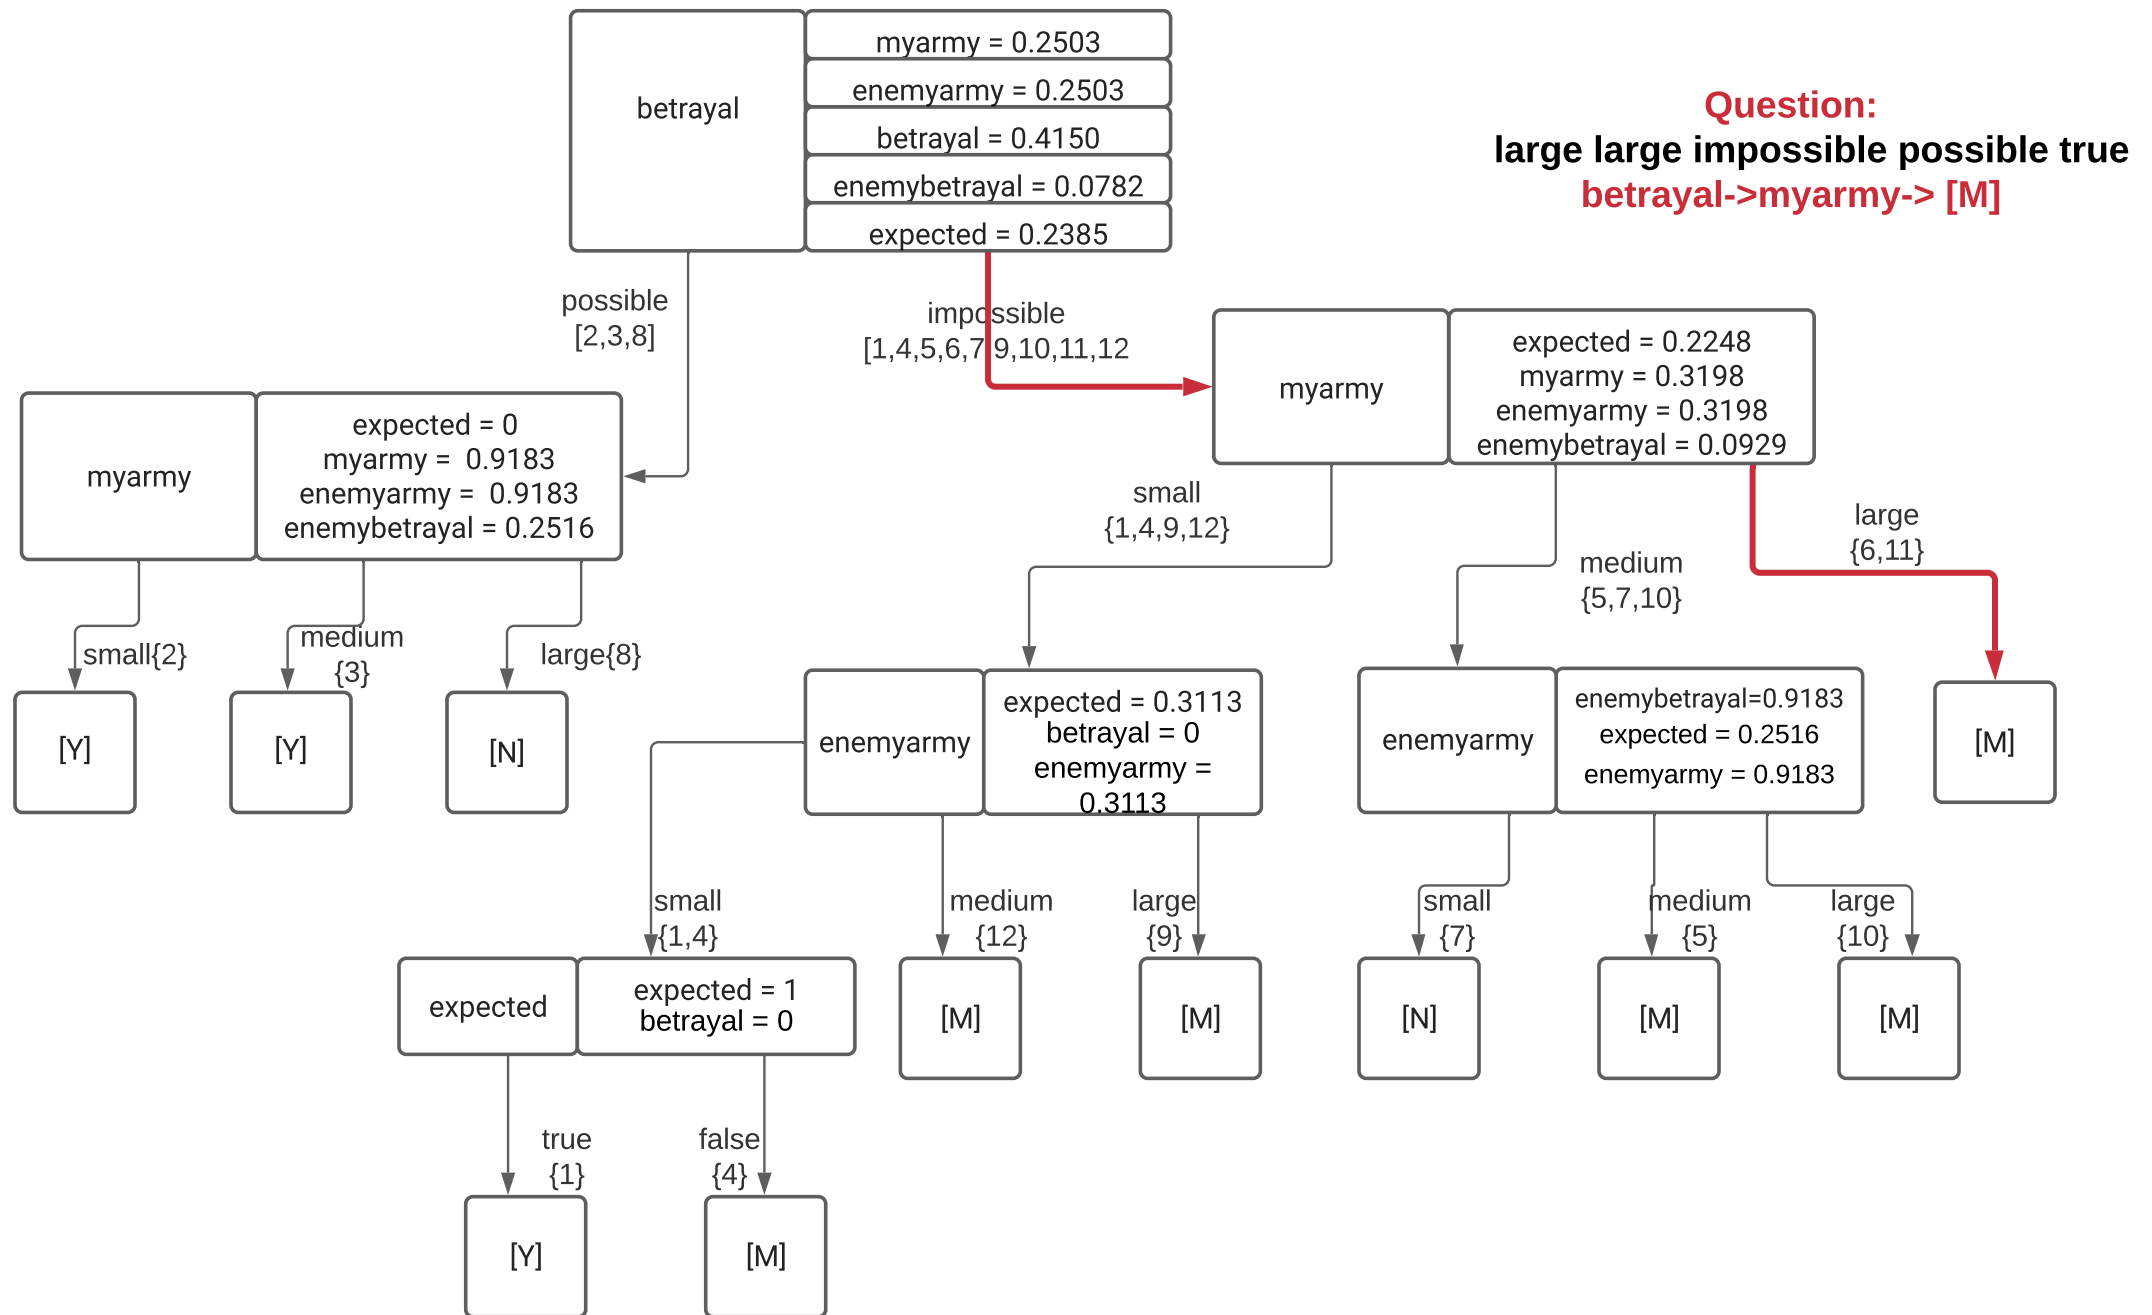 betrayal
myarmy = 0.2503
enemyarmy = 0.2503
betrayal = 0.4150
enemybetrayal = 0.0782
expected = 0.2385
Question:
large large impossible possible true
betrayal->myarmy-> [M]
possible
[2,3,8]
impossible
[1,4,5,6,7,9,10,11,12
myarmy
expected = 0.2248
myarmy = 0.3198
enemyarmy = 0.3198
enemybetrayal = 0.0929
myarmy
expected = 0
myarmy =  0.9183
enemyarmy =  0.9183
enemybetrayal = 0.2516
small
{1,4,9,12}
medium
{5,7,10}
large
{6,11}
small{2}
medium
{3}
large{8}
[Y]
[Y]
[N]
enemyarmy
expected = 0.3113
betrayal = 0
enemyarmy =
0.3113
enemyarmy
enemybetrayal=0.9183
expected = 0.2516
enemyarmy = 0.9183
[M]
small
{1,4}
medium
{12}
large
{9}
small
{7}
medium
{5}
large
{10}
expected
expected = 1
betrayal = 0
[M]
[M]
[N]
[M]
[M]
true
{1}
false
{4}
[Y]
[M]